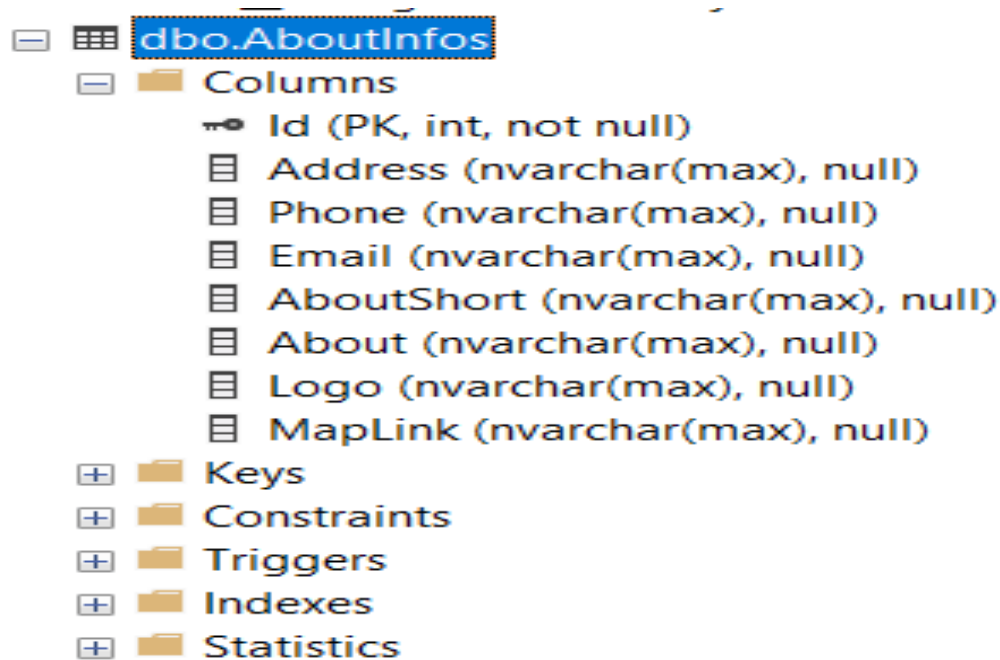 dbo.AboutInfos
Columns
Id (PK, int, not null)
Address (nvarchar(max), null)
Phone (nvarchar(max), null)
Email (nvarchar(max), null)
AboutShort (nvarchar(max), null)
About (nvarchar(max), null)
Logo (nvarchar(max), null)
MapLink (nvarchar(max), null)
Keys
Constraints
Triggers
Indexes
Statistics